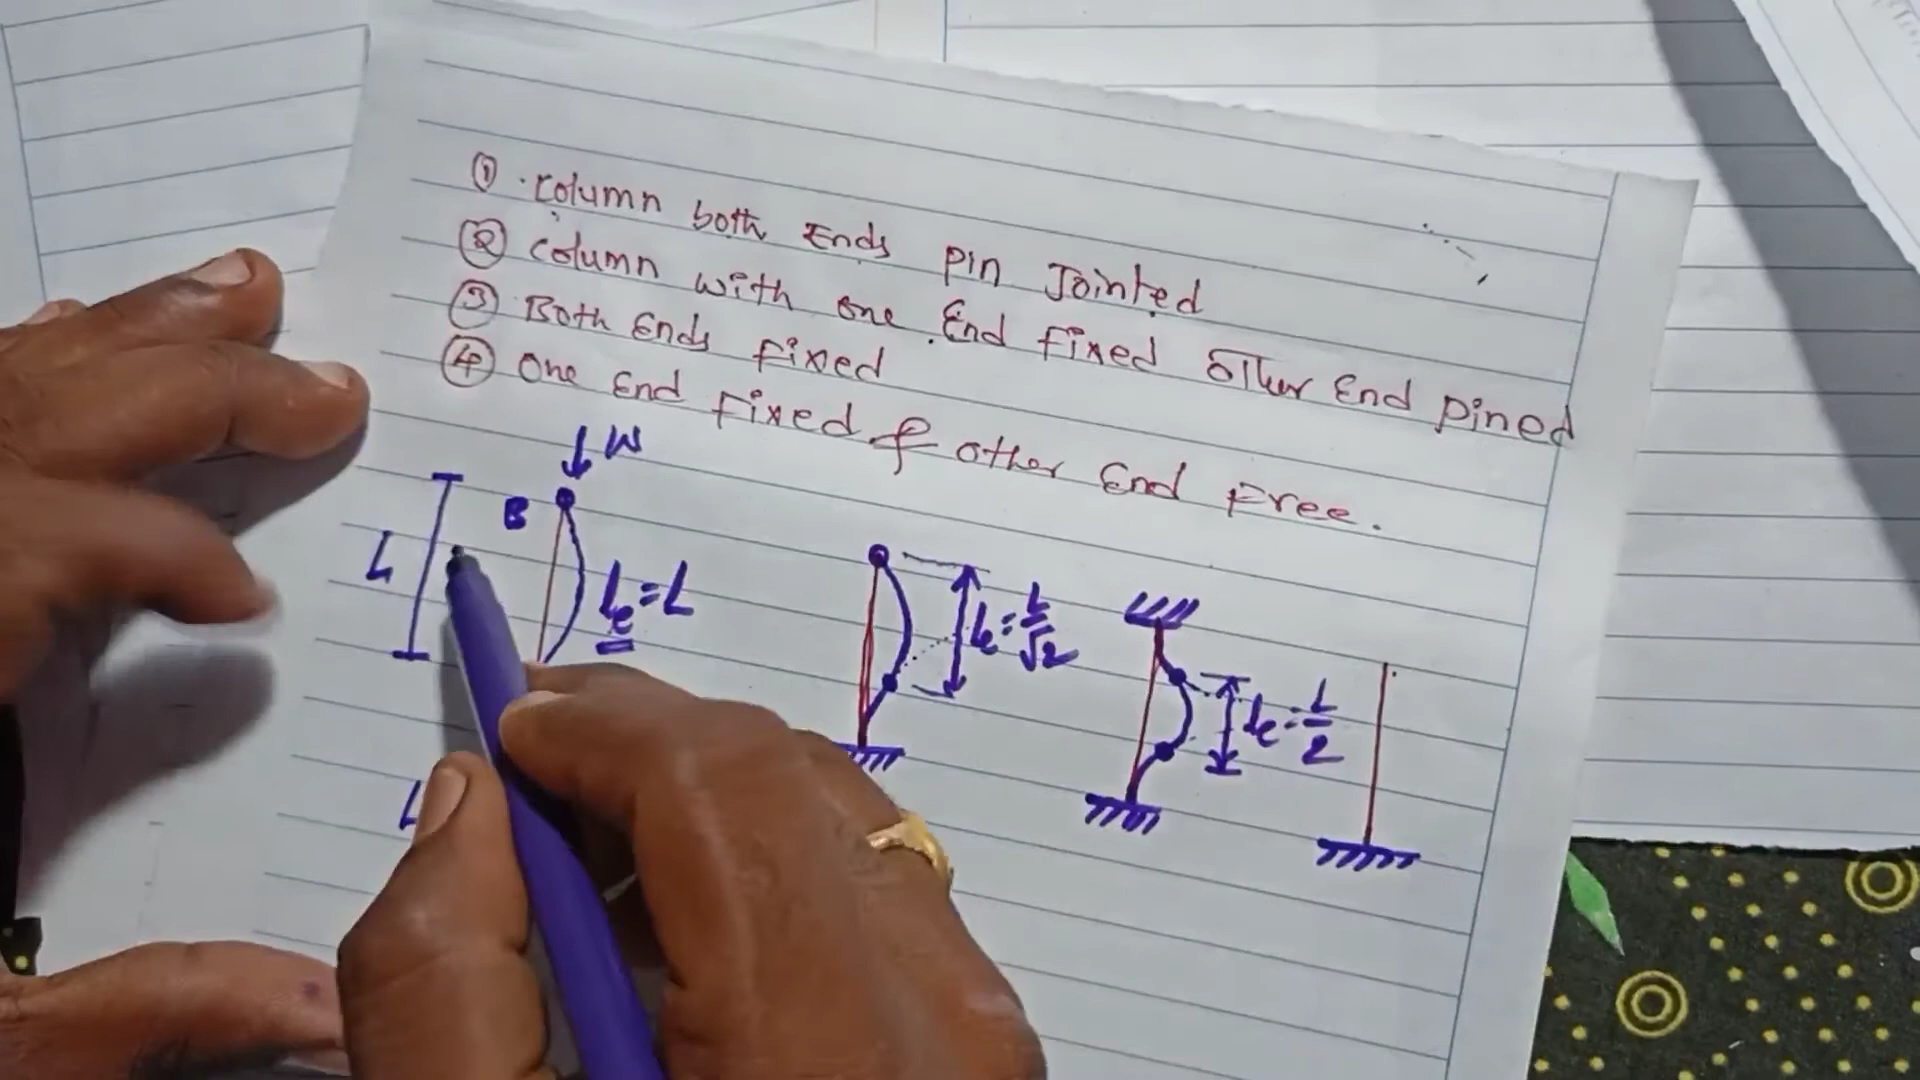 ① column both Ends Pin Jointed
② column with one End fixed other End Pined
③ Both Ends fixed
④ One End Fixed & other End Free.
W
B
L
le = L
le = L/√2
le = L/2
L